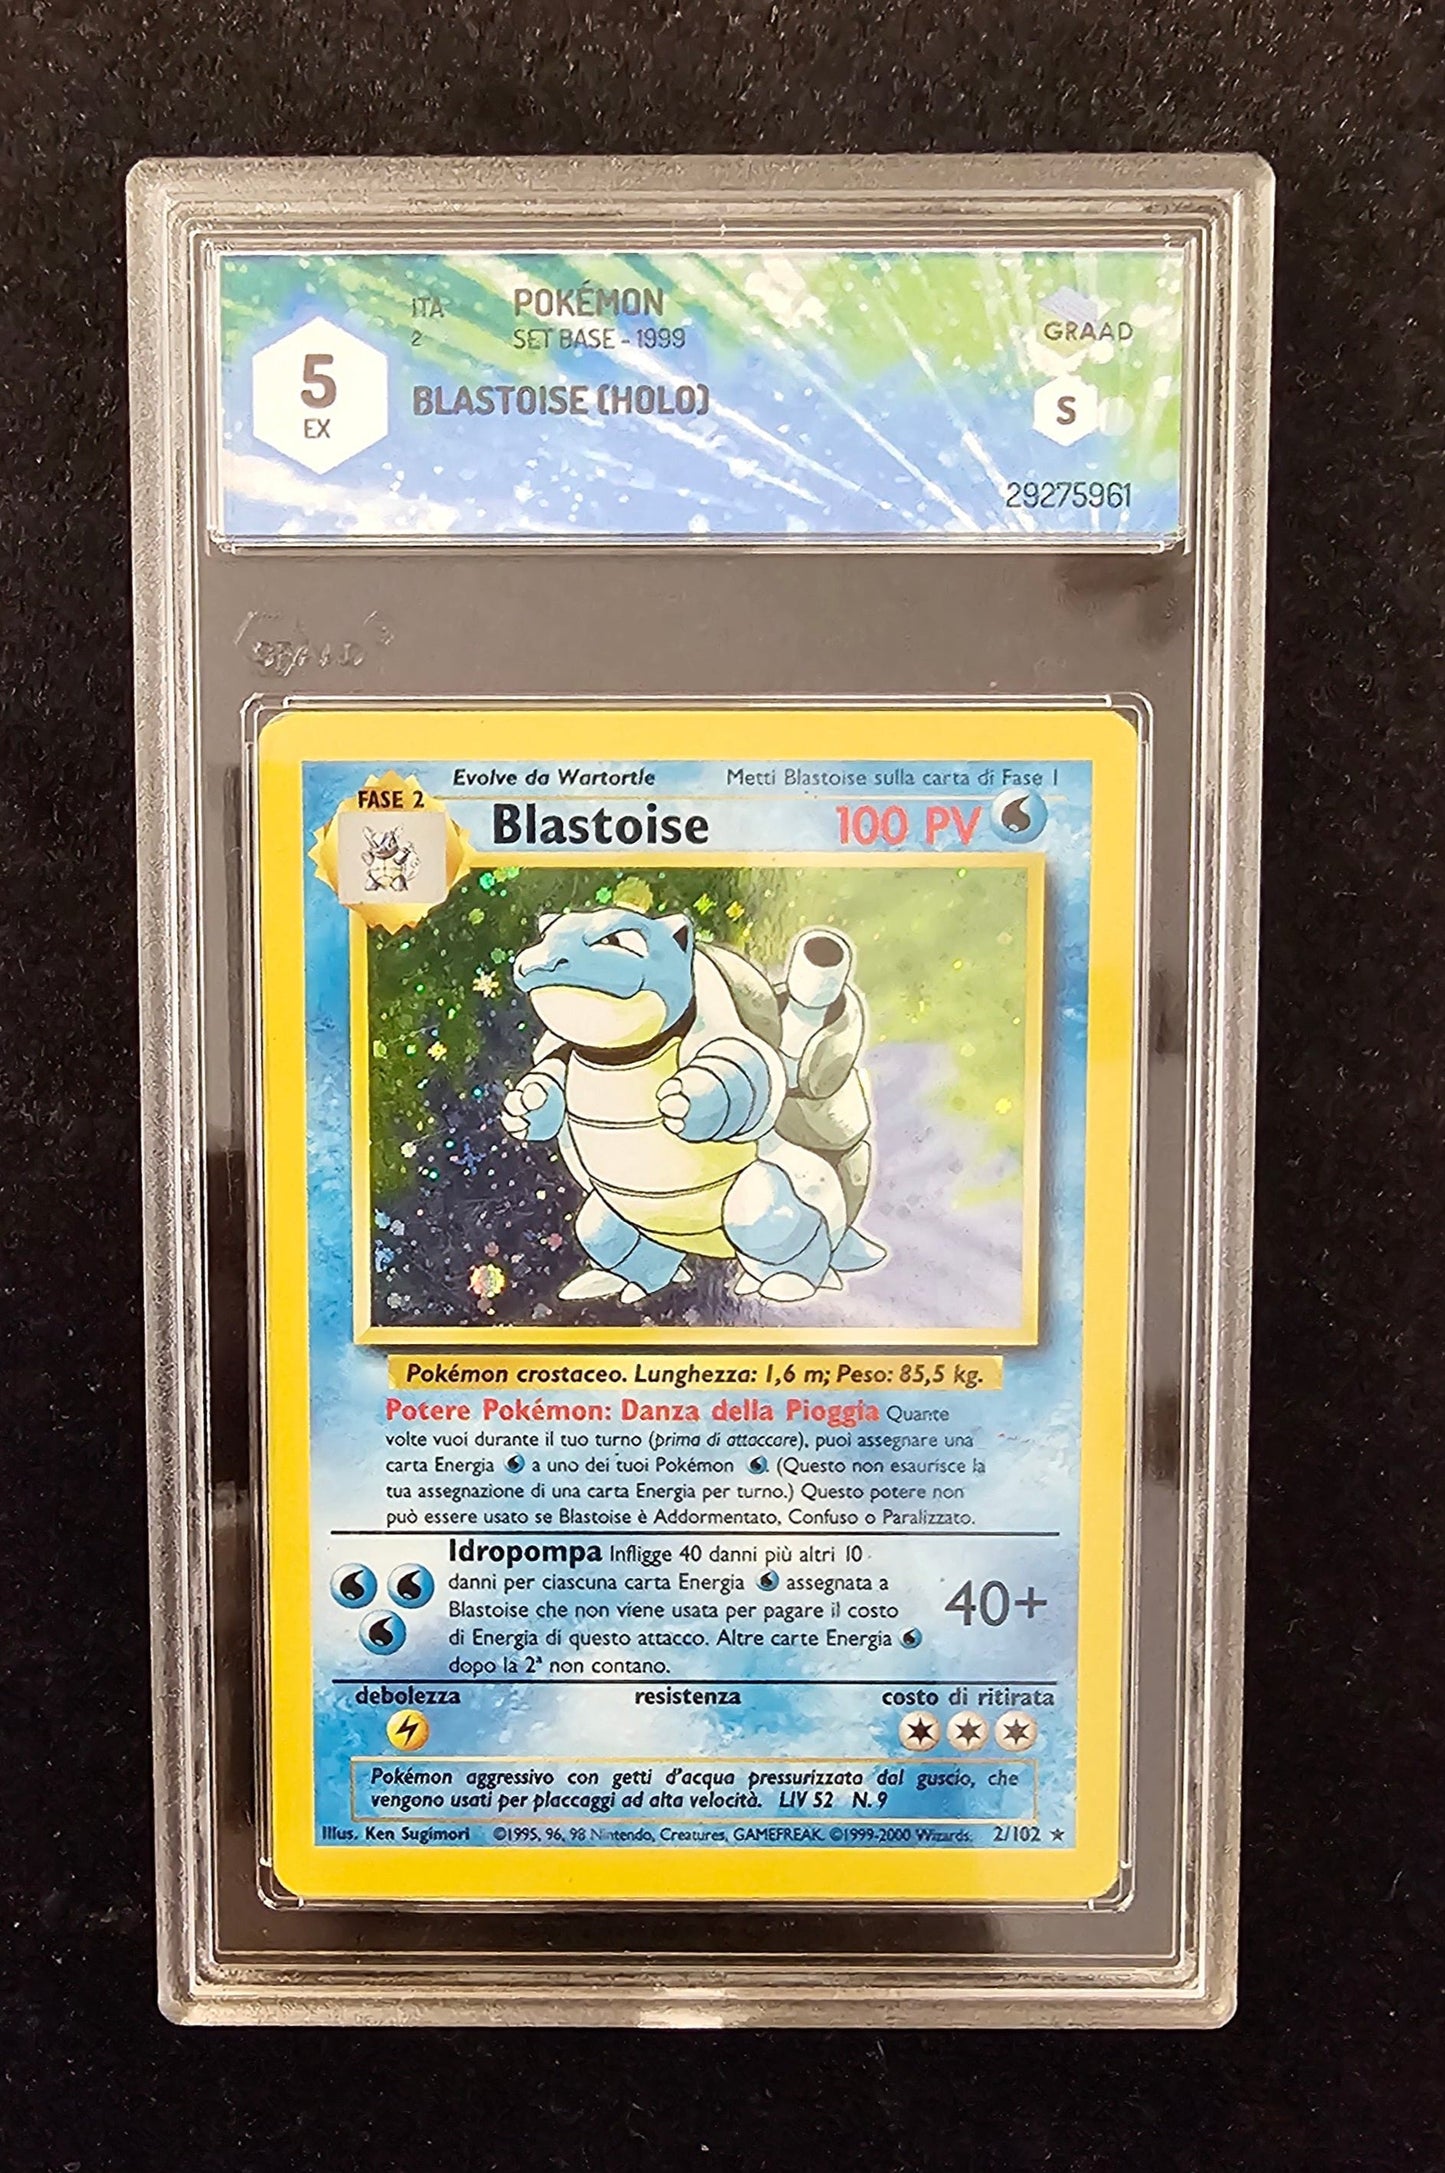 ITA POKÉMON
2 SET BASE - 1999
GRAAD
5
EX
BLASTOISE (HOLO)
S
29275961
GRAAD
Evolve da Wartortle Metti Blastoise sulla carta di Fase 1
FASE 2
Blastoise 100 PV
Pokémon crostaceo. Lunghezza: 1,6 m; Peso: 85,5 kg.
Potere Pokémon: Danza della Pioggia Quante
volte vuoi durante il tuo turno (prima di attaccare), puoi assegnare una
carta Energia a uno dei tuoi Pokémon . (Questo non esaurisce la
tua assegnazione di una carta Energia per turno.) Questo potere non
può essere usato se Blastoise è Addormentato, Confuso o Paralizzato.
Idropompa Infligge 40 danni più altri 10
danni per ciascuna carta Energia assegnata a
Blastoise che non viene usata per pagare il costo
di Energia di questo attacco. Altre carte Energia
dopo la 2ª non contano.
40+
debolezza resistenza costo di ritirata
Pokémon aggressivo con getti d'acqua pressurizzata dal guscio, che
vengono usati per placcaggi ad alta velocità. LIV 52 N. 9
Illus. Ken Sugimori ©1995, 96, 98 Nintendo, Creatures, GAMEFREAK. ©1999-2000 Wizards. 2/102 ★